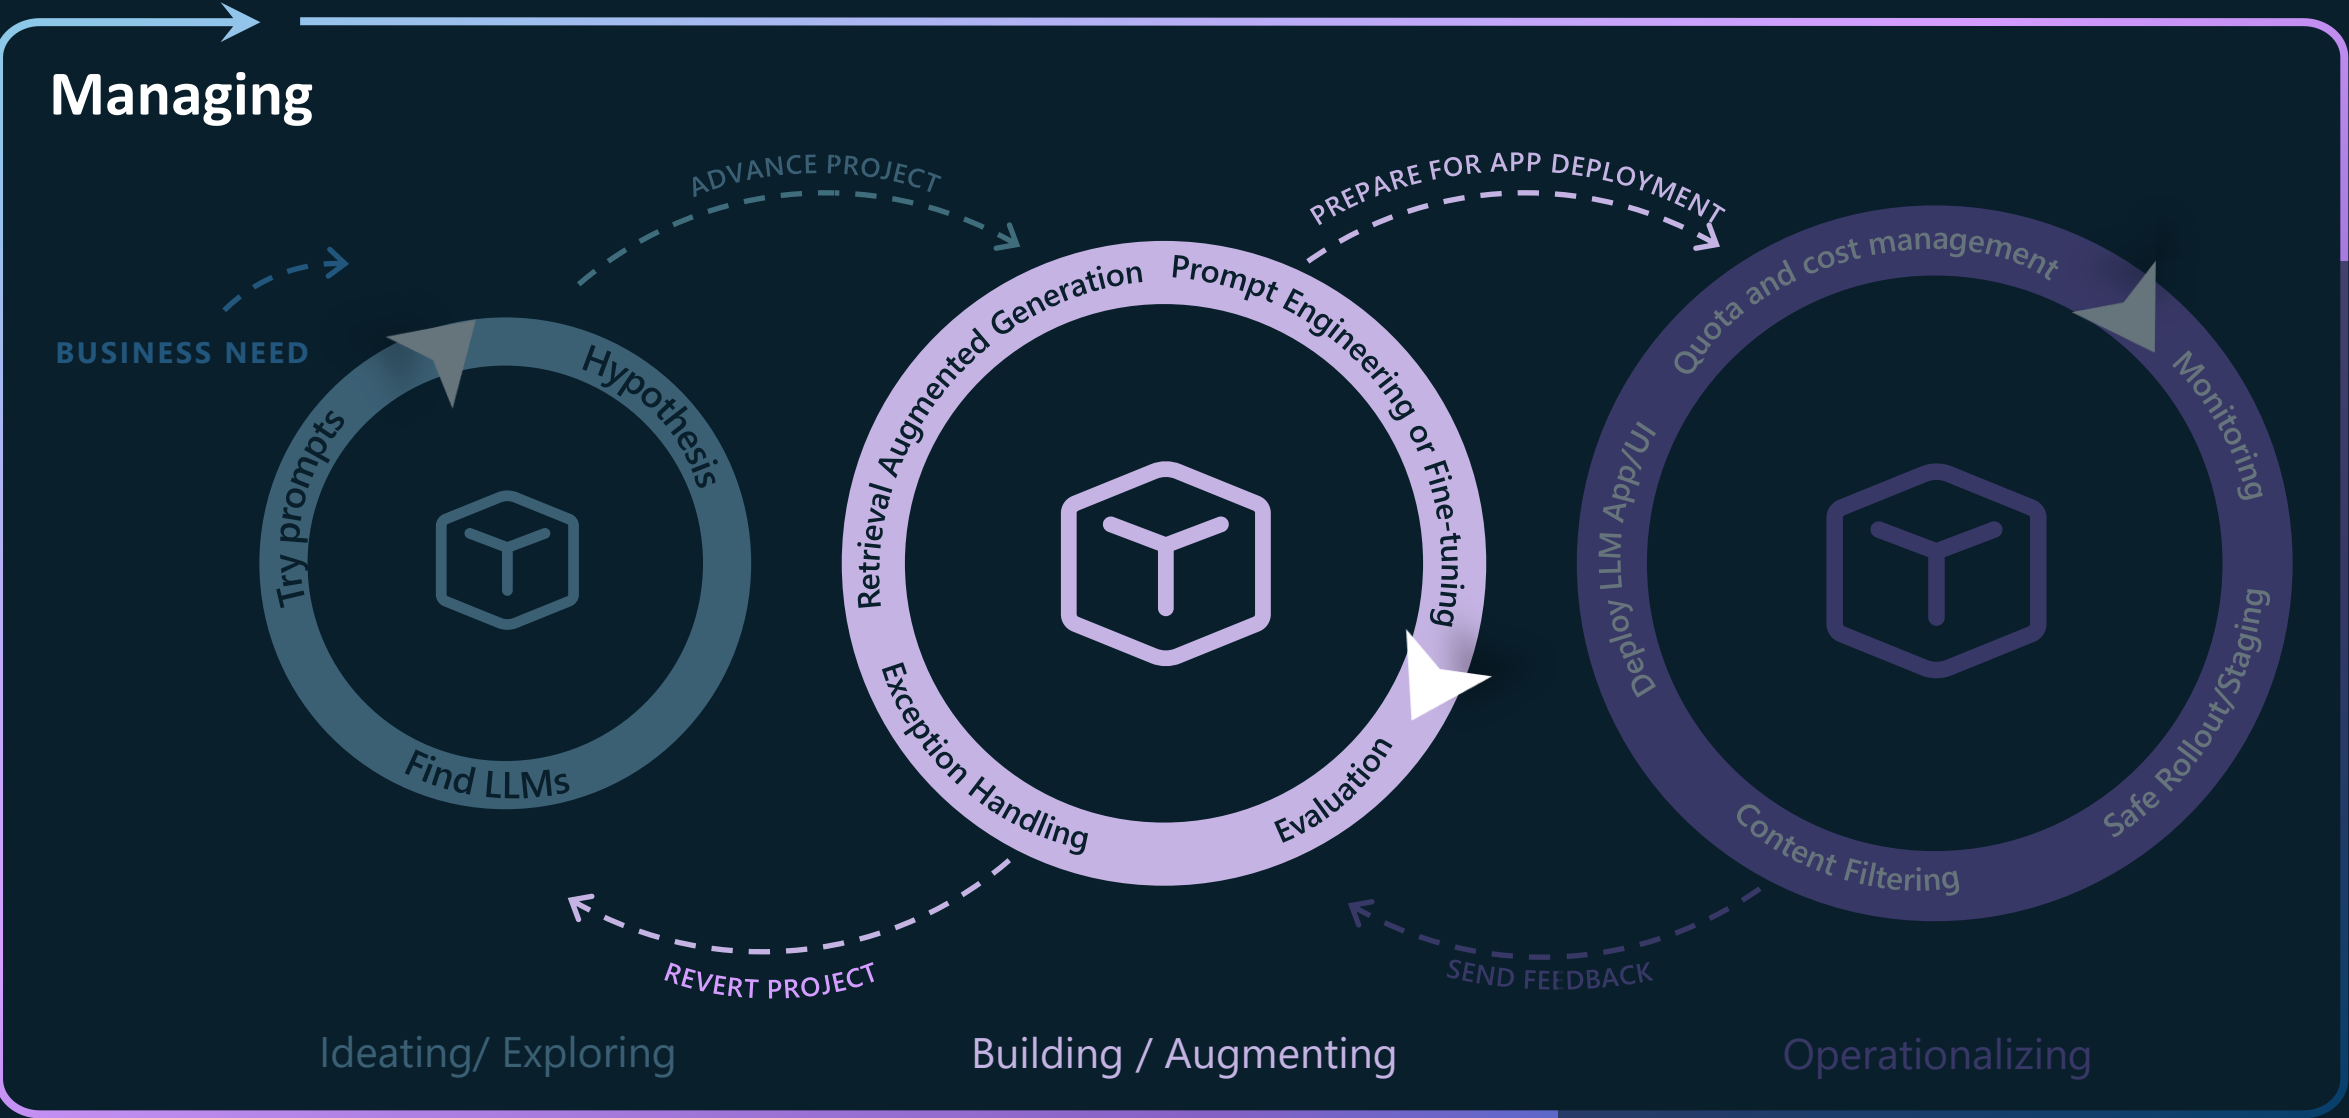 Managing
BUSINESS NEED
ADVANCE PROJECT
PREPARE FOR APP DEPLOYMENT
Hypothesis
Find LLMs
Try prompts
Ideating/ Exploring
Retrieval Augmented Generation
Prompt Engineering or Fine-tuning
Evaluation
Exception Handling
REVERT PROJECT
Building / Augmenting
Quota and cost management
Monitoring
Safe Rollout/Staging
Content Filtering
Deploy LLM App/UI
SEND FEEDBACK
Operationalizing